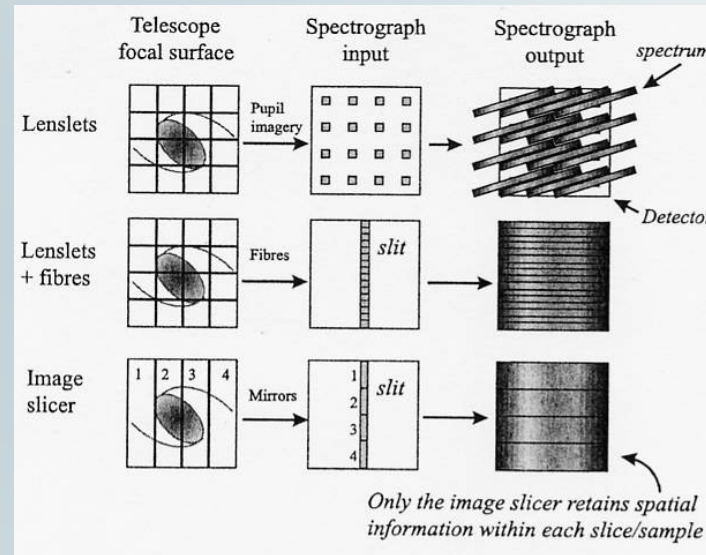 Telescope
focal surface
Spectrograph
input
Spectrograph
output
spectrum
Lenslets
Pupil
imagery
Detector
Lenslets
+ fibres
Fibres
slit
Image
slicer
1 2 3 4
Mirrors
1
2
3
4
slit
Only the image slicer retains spatial
information within each slice/sample